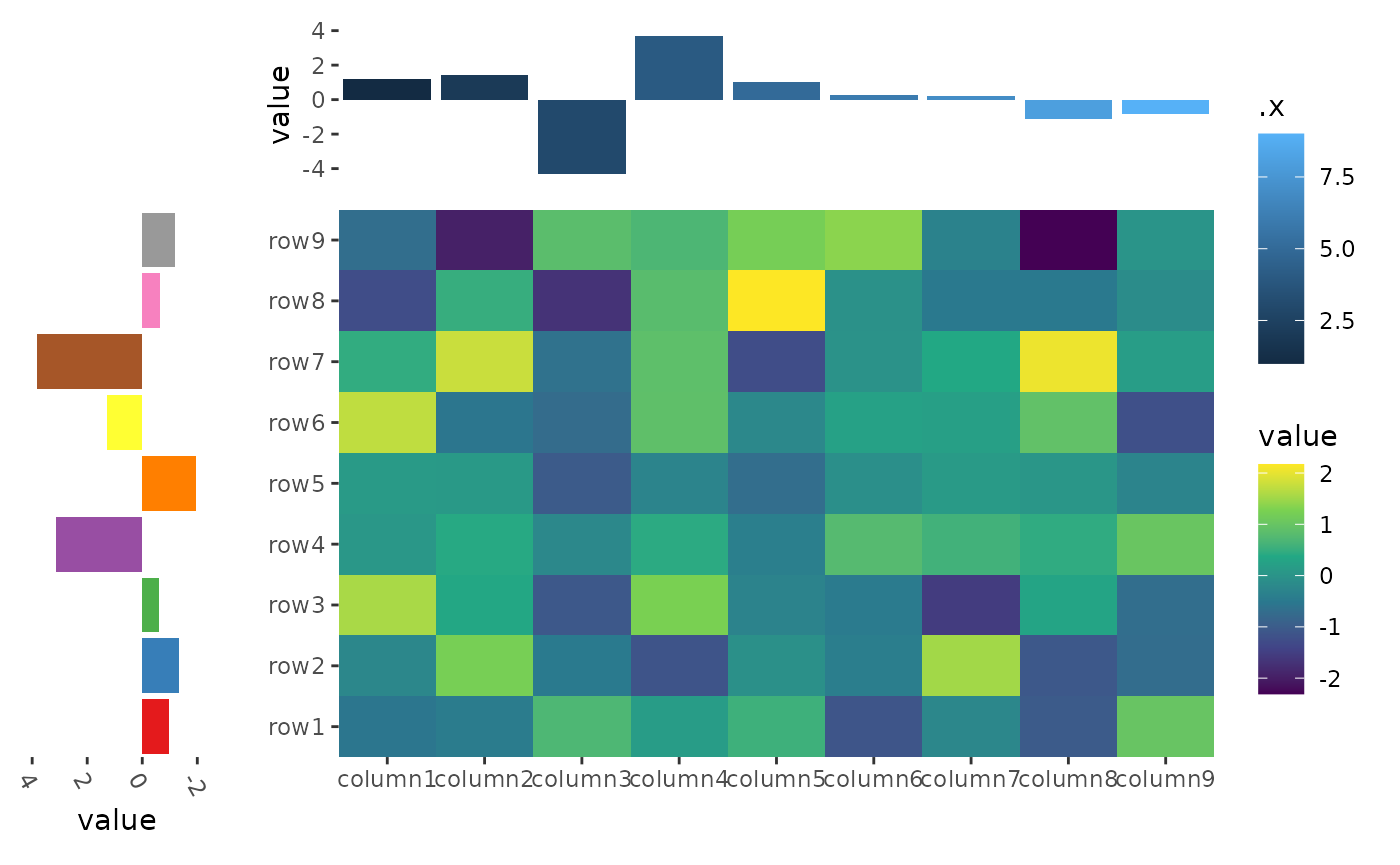 4
2
0
-2
-4
value
.x
7.5
5.0
2.5
row9
row8
row7
row6
row5
row4
row3
row2
row1
value
2
1
0
-1
-2
column1 column2 column3 column4 column5 column6 column7 column8 column9
4 2 0 -2
value